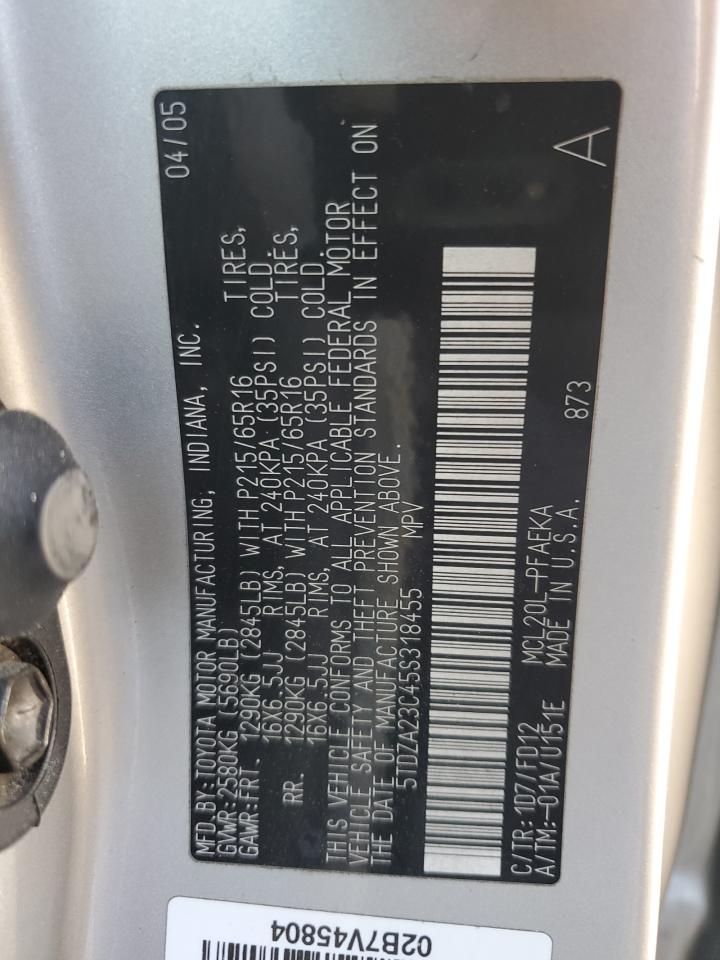 MFD.BY:TOYOTA MOTOR MANUFACTURING, INDIANA, INC. 04/05
GVWR:2580KG (5690LB)
GAWR:FRT. 1290KG (2845LB) WITH P215/65R16 TIRES,
16X6.5JJ RIMS, AT 240KPA (35PSI) COLD.
RR. 1290KG (2845LB) WITH P215/65R16 TIRES,
16X6.5JJ RIMS, AT 240KPA (35PSI) COLD.
THIS VEHICLE CONFORMS TO ALL APPLICABLE FEDERAL MOTOR
VEHICLE SAFETY AND THEFT PREVENTION STANDARDS IN EFFECT ON
THE DATE OF MANUFACTURE SHOWN ABOVE.
5TDZA23C45S318455 MPV
C/TR: 1D7/FD12 MCL20L-PFAEKA 873
A/TM:-01A/U151E MADE IN U.S.A. A
02B7V45804